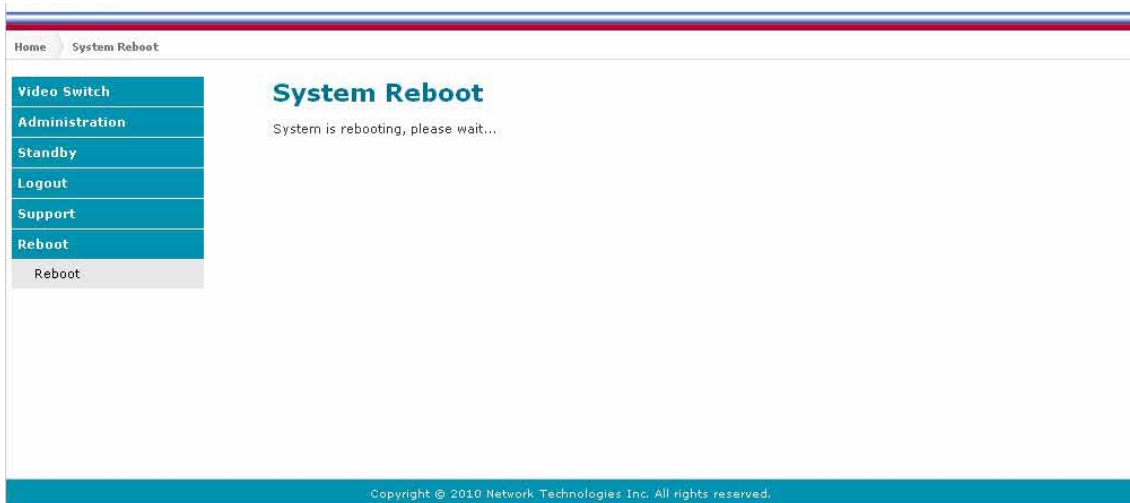 Home System Reboot
Video Switch
Administration
Standby
Logout
Support
Reboot
Reboot
System Reboot
System is rebooting, please wait...
Copyright © 2010 Network Technologies Inc. All rights reserved.